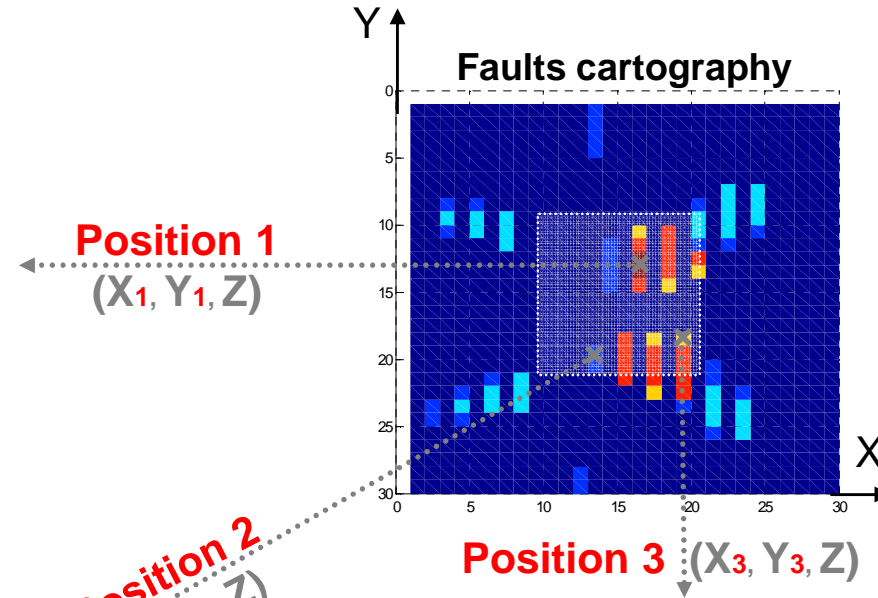 Y
Faults cartography
0
5
10
15
20
25
30
0 5 10 15 20 25 30
X
Position 1
(X1, Y1, Z)
Position 3 (X3, Y3, Z)
osition 2
Z)